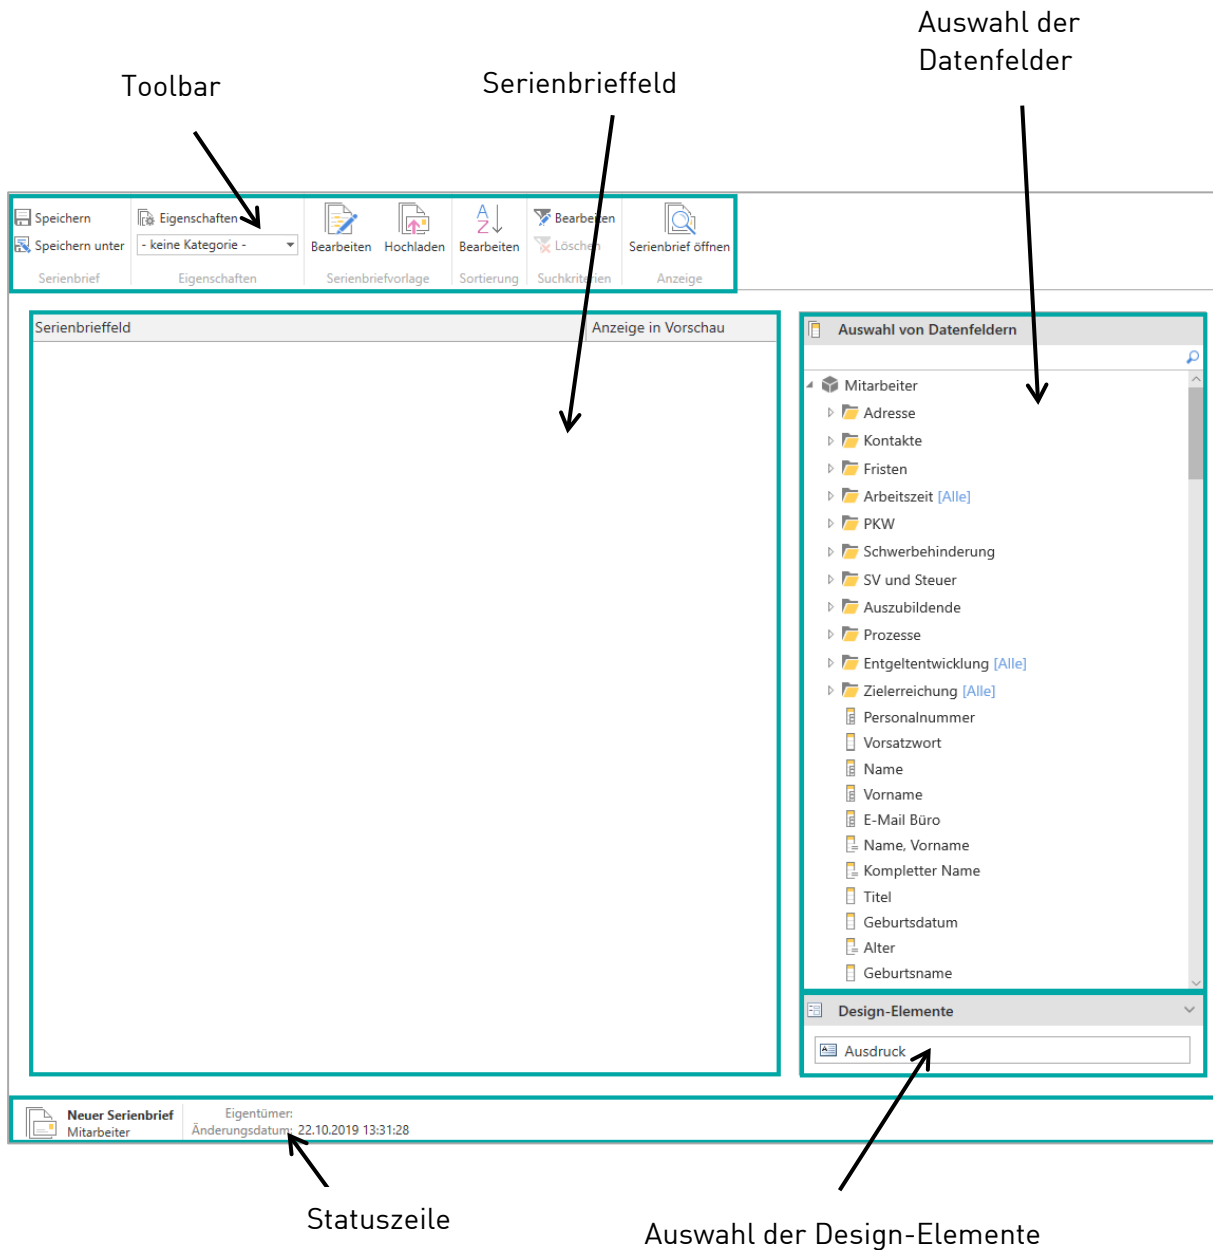 Auswahl der
Datenfelder
Toolbar
Serienbrieffeld
Speichern
Speichern unter
Serienbrief
Eigenschaften
- keine Kategorie -
Eigenschaften
Bearbeiten
Hochladen
Serienbriefvorlage
A
Z
Bearbeiten
Sortierung
Bearbeiten
Löschen
Suchkriterien
Serienbrief öffnen
Anzeige
Serienbrieffeld
Anzeige in Vorschau
Auswahl von Datenfeldern
Mitarbeiter
Adresse
Kontakte
Fristen
Arbeitszeit [Alle]
PKW
Schwerbehinderung
SV und Steuer
Auszubildende
Prozesse
Entgeltentwicklung [Alle]
Zielerreichung [Alle]
Personalnummer
Vorsatzwort
Name
Vorname
E-Mail Büro
Name, Vorname
Kompletter Name
Titel
Geburtsdatum
Alter
Geburtsname
Design-Elemente
Ausdruck
Neuer Serienbrief
Mitarbeiter
Eigentümer:
Änderungsdatum: 22.10.2019 13:31:28
Statuszeile
Auswahl der Design-Elemente